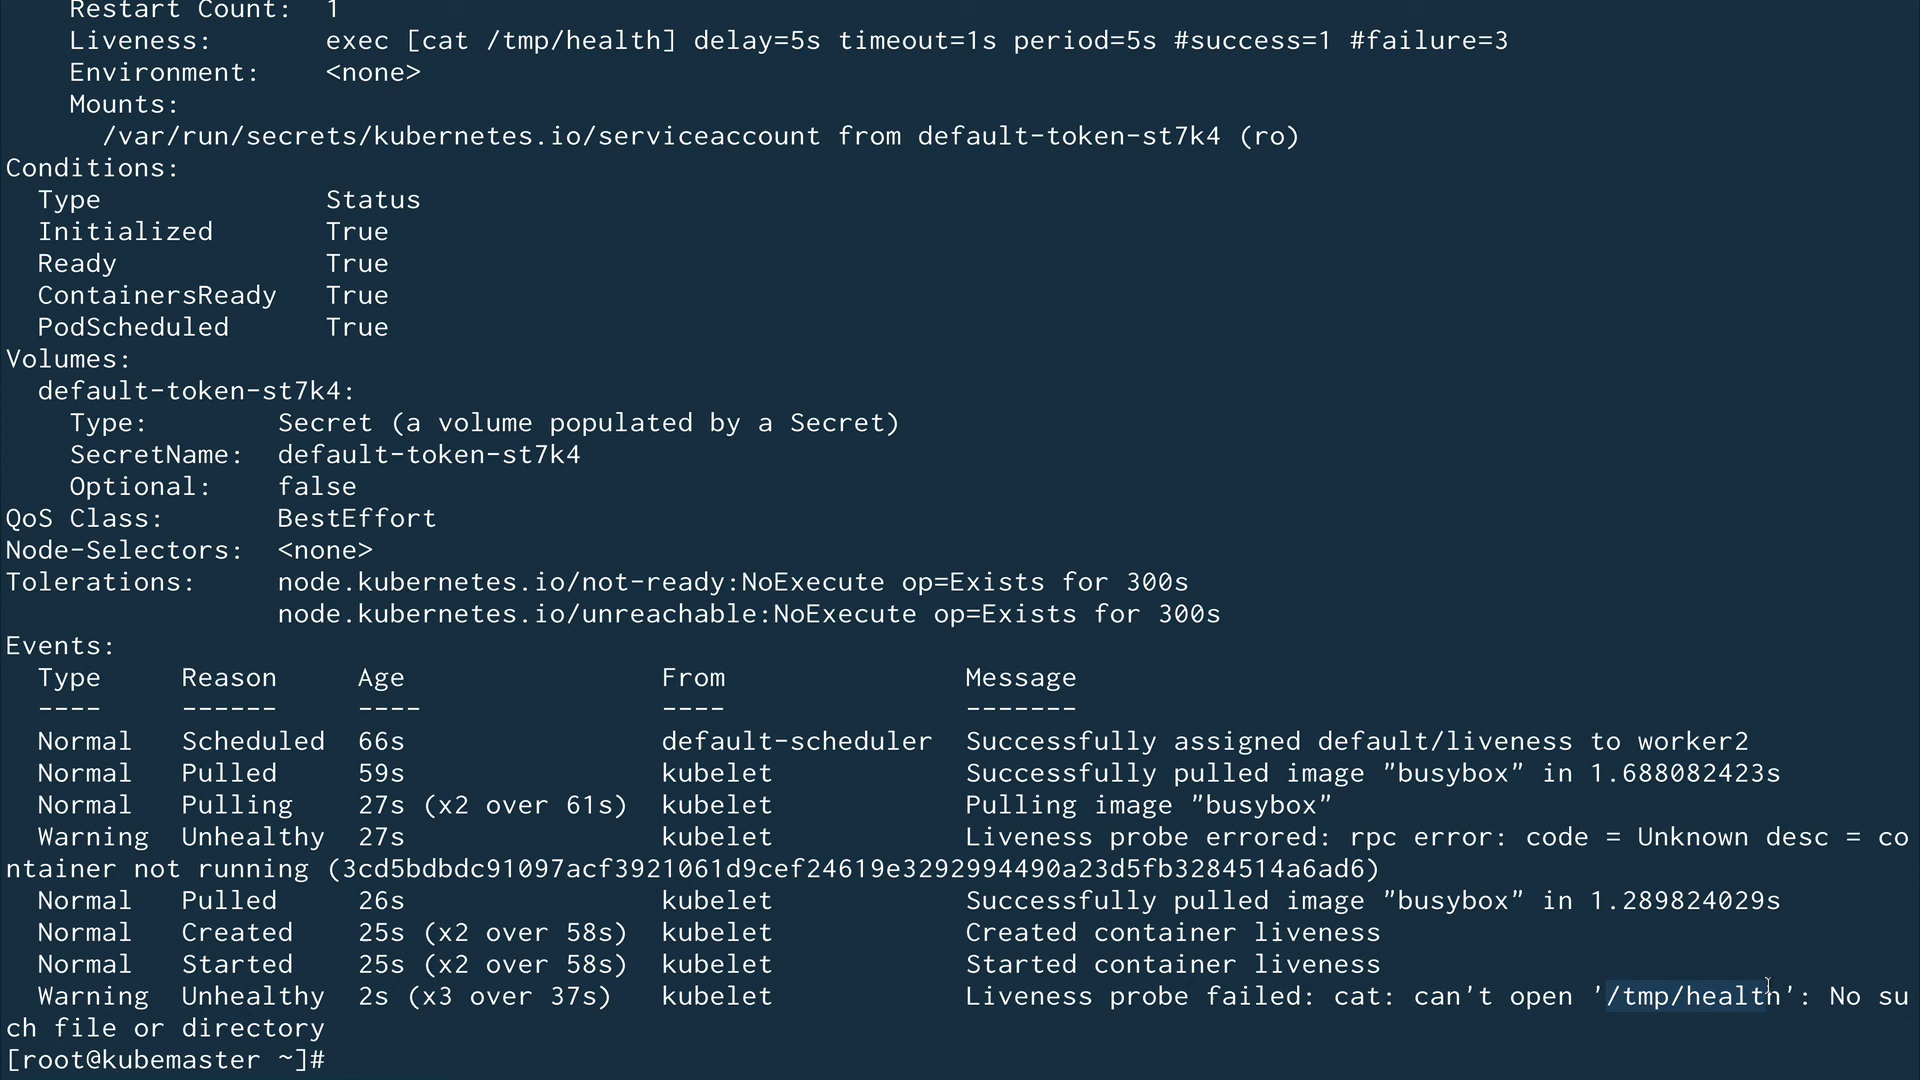 Restart Count:  1
Liveness:       exec [cat /tmp/health] delay=5s timeout=1s period=5s #success=1 #failure=3
Environment:    <none>
Mounts:
/var/run/secrets/kubernetes.io/serviceaccount from default-token-st7k4 (ro)
Conditions:
Type              Status
Initialized       True
Ready             True
ContainersReady   True
PodScheduled      True
Volumes:
default-token-st7k4:
Type:        Secret (a volume populated by a Secret)
SecretName:  default-token-st7k4
Optional:    false
QoS Class:       BestEffort
Node-Selectors:  <none>
Tolerations:     node.kubernetes.io/not-ready:NoExecute op=Exists for 300s
node.kubernetes.io/unreachable:NoExecute op=Exists for 300s
Events:
Type     Reason     Age                From               Message
----     ------     ----               ----               -------
Normal   Scheduled  66s                default-scheduler  Successfully assigned default/liveness to worker2
Normal   Pulled     59s                kubelet            Successfully pulled image "busybox" in 1.688082423s
Normal   Pulling    27s (x2 over 61s)  kubelet            Pulling image "busybox"
Warning  Unhealthy  27s                kubelet            Liveness probe errored: rpc error: code = Unknown desc = co
ntainer not running (3cd5bdbdc91097acf3921061d9cef24619e3292994490a23d5fb3284514a6ad6)
Normal   Pulled     26s                kubelet            Successfully pulled image "busybox" in 1.289824029s
Normal   Created    25s (x2 over 58s)  kubelet            Created container liveness
Normal   Started    25s (x2 over 58s)  kubelet            Started container liveness
Warning  Unhealthy  2s (x3 over 37s)   kubelet            Liveness probe failed: cat: can't open '/tmp/health': No su
ch file or directory
[root@kubemaster ~]#